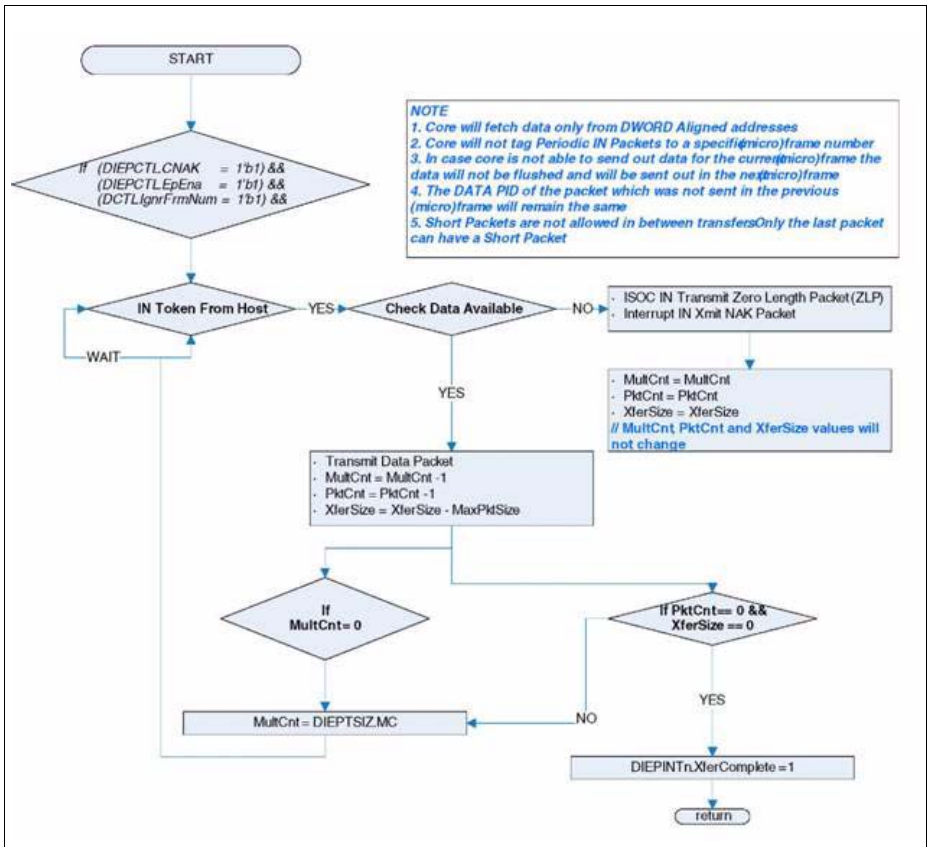 START
If (DIEPCTL.CNAK = 1'b1) &&
(DIEPCTL.EpEna = 1'b1) &&
(DCTL.IgnrFrmNum = 1'b1) &&
NOTE
1. Core will fetch data only from DWORD Aligned addresses
2. Core will not tag Periodic IN Packets to a specific(micro)frame number
3. In case core is not able to send out data for the current(micro)frame the
data will not be flushed and will be sent out in the next(micro)frame
4. The DATA PID of the packet which was not sent in the previous
(micro)frame will remain the same
5. Short Packets are not allowed in between transfersOnly the last packet
can have a Short Packet
IN Token From Host
YES
Check Data Available
NO
· ISOC IN Transmit Zero Length Packet(ZLP)
· Interrupt IN Xmit NAK Packet
WAIT
YES
· MultCnt = MultCnt
· PktCnt = PktCnt
· XferSize = XferSize
// MultCnt, PktCnt and XferSize values will
not change
· Transmit Data Packet
· MultCnt = MultCnt -1
· PktCnt = PktCnt -1
· XferSize = XferSize - MaxPktSize
If
MultCnt= 0
If PktCnt== 0 &&
XferSize == 0
YES
NO
MultCnt = DIEPTSIZ.MC
DIEPINTn.XferComplete =1
return